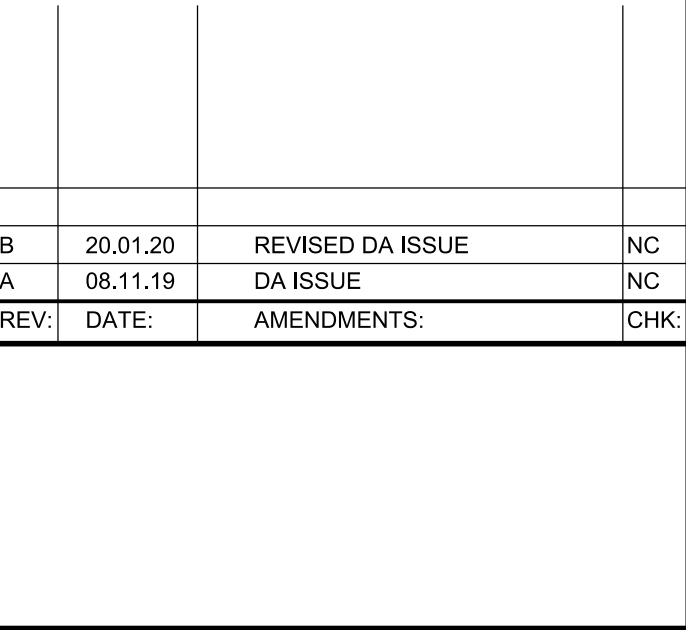 B 20.01.20 REVISED DA ISSUE NC
A 08.11.19 DA ISSUE NC
REV: DATE: AMENDMENTS: CHK: